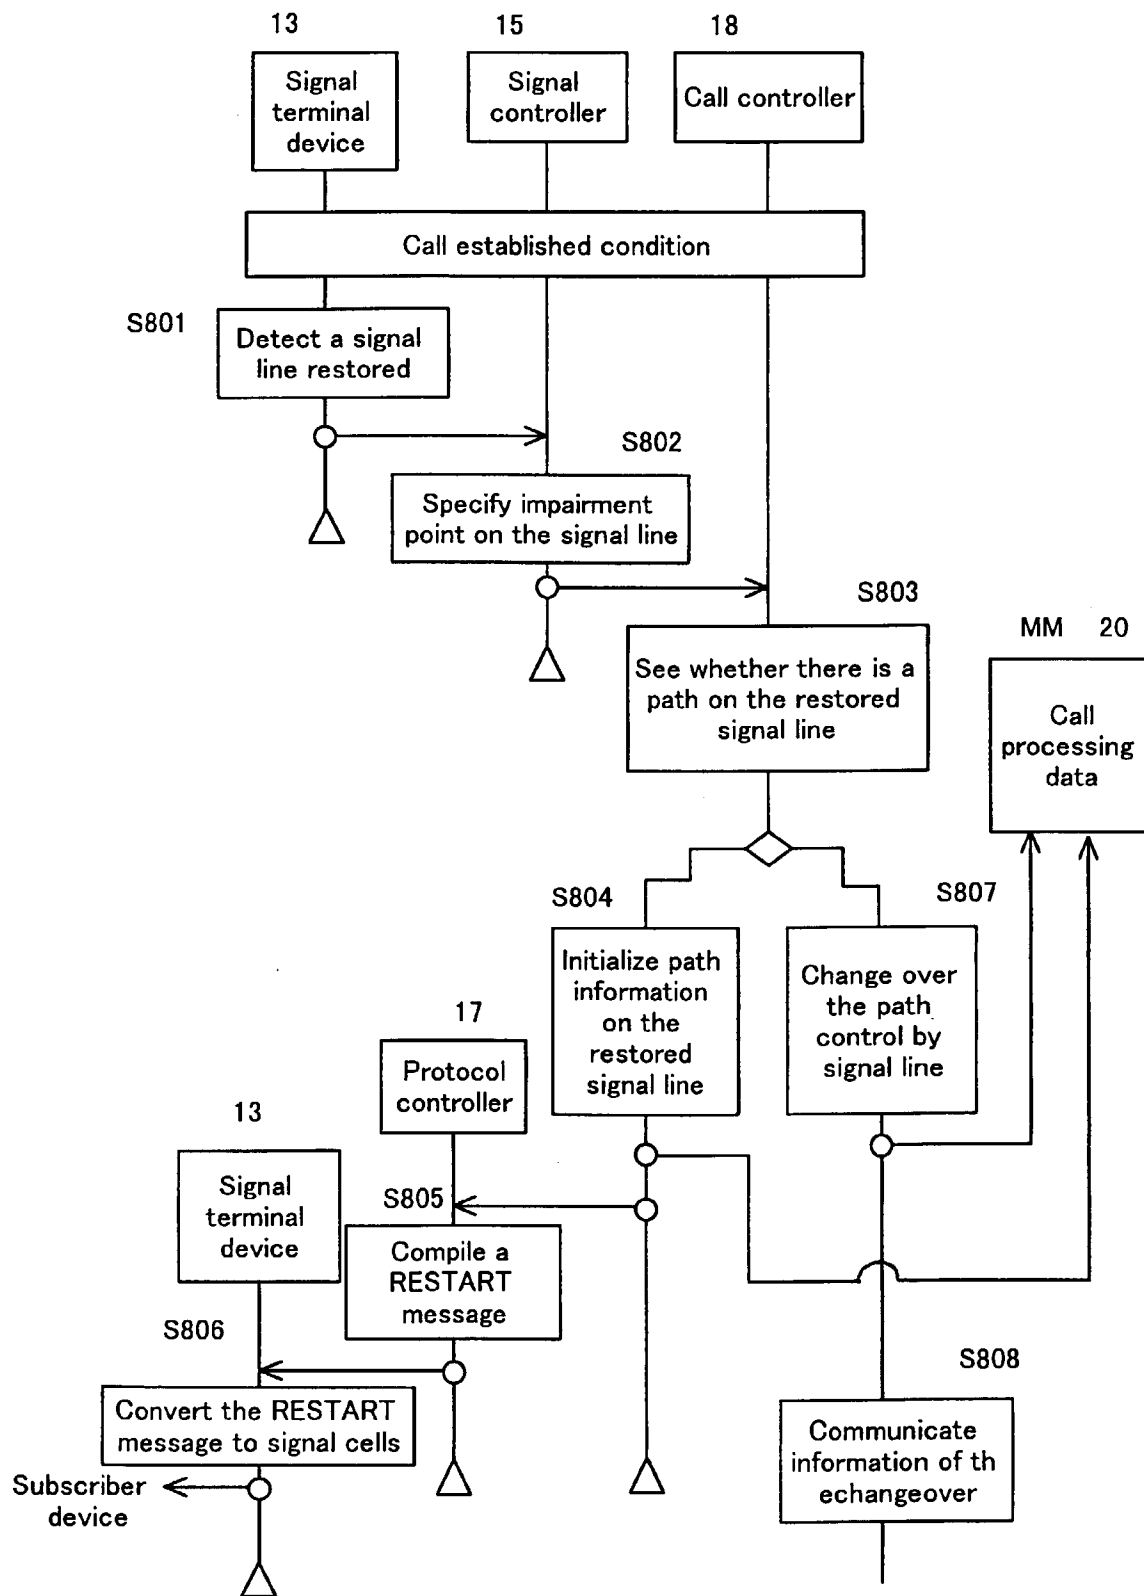 13
15
18
Signal
terminal
device
Signal
controller
Call controller
Call established condition
S801
Detect a signal
line restored
S802
Specify impairment
point on the signal line
S803
See whether there is a
path on the restored
signal line
MM 20
Call
processing
data
S804
Initialize path
information
on the
restored
signal line
S807
Change over
the path
control by
signal line
17
Protocol
controller
13
Signal
terminal
device
S805
Compile a
RESTART
message
S806
Convert the RESTART
message to signal cells
Subscriber
device
S808
Communicate
information of th
echangeover